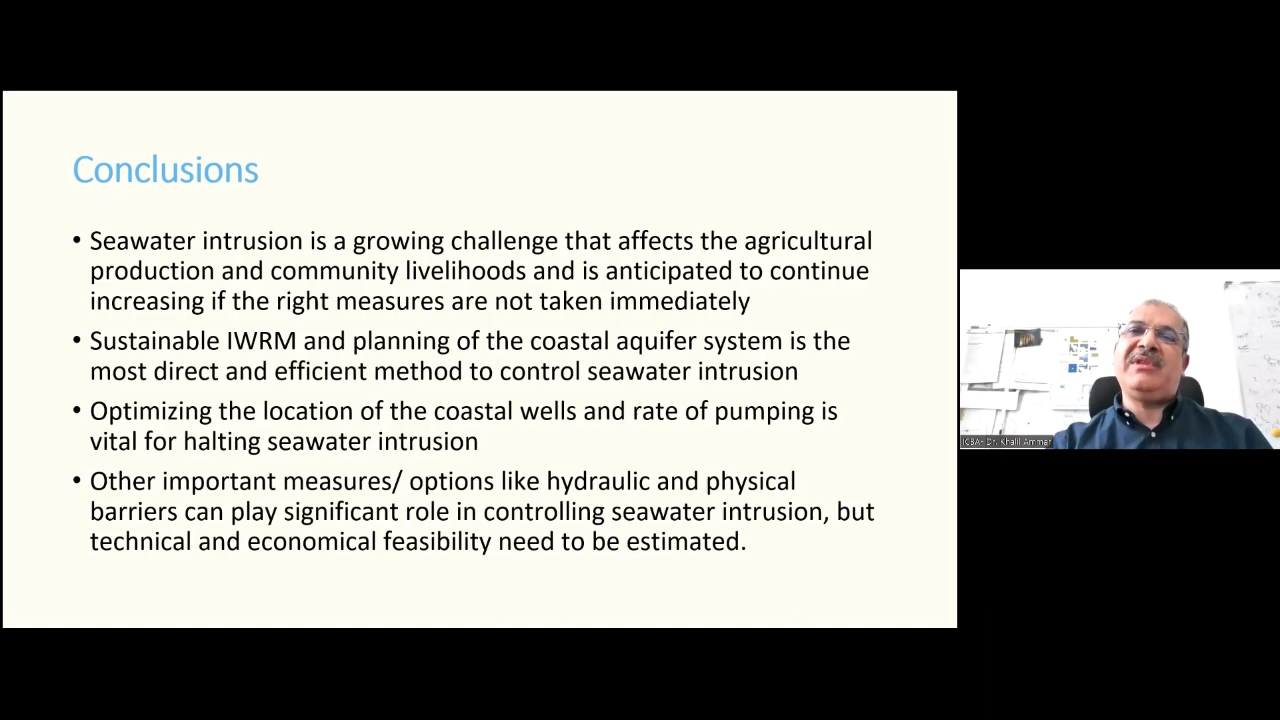 Conclusions
• Seawater intrusion is a growing challenge that affects the agricultural
production and community livelihoods and is anticipated to continue
increasing if the right measures are not taken immediately
• Sustainable IWRM and planning of the coastal aquifer system is the
most direct and efficient method to control seawater intrusion
• Optimizing the location of the coastal wells and rate of pumping is
vital for halting seawater intrusion
• Other important measures/ options like hydraulic and physical
barriers can play significant role in controlling seawater intrusion, but
technical and economical feasibility need to be estimated.
ICBA- Dr. Khalil Ammar